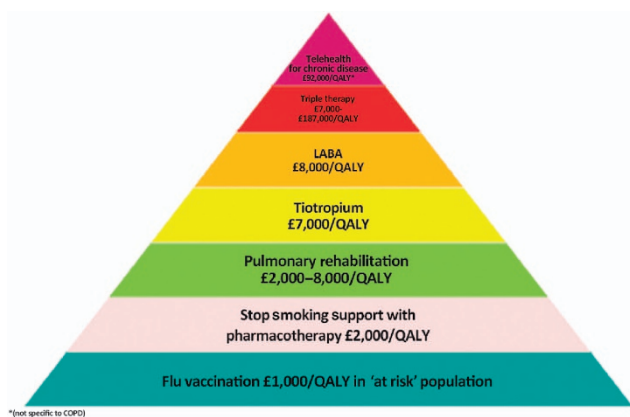 Telehealth
for chronic disease
£92,000/QALY*
Triple therapy
£7,000-
£187,000/QALY
LABA
£8,000/QALY
Tiotropium
£7,000/QALY
Pulmonary rehabilitation
£2,000–8,000/QALY
Stop smoking support with
pharmacotherapy £2,000/QALY
Flu vaccination £1,000/QALY in ‘at risk’ population
*(not specific to COPD)